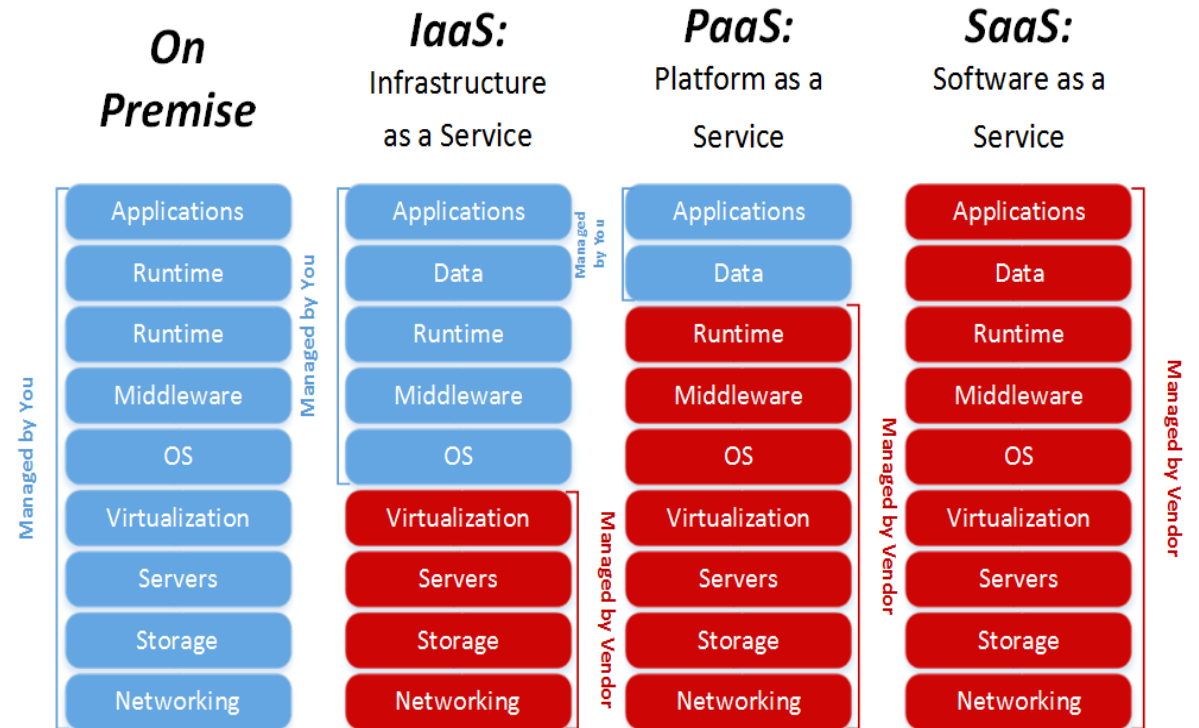 On
Premise
Managed by You
Applications
Runtime
Runtime
Middleware
OS
Virtualization
Servers
Storage
Networking
IaaS:
Infrastructure
as a Service
Managed by You
Applications
Data
Runtime
Middleware
OS
Virtualization
Servers
Storage
Networking
Managed by Vendor
PaaS:
Platform as a
Service
Managed
by You
Applications
Data
Runtime
Middleware
OS
Virtualization
Servers
Storage
Networking
Managed by Vendor
SaaS:
Software as a
Service
Applications
Data
Runtime
Middleware
OS
Virtualization
Servers
Storage
Networking
Managed by Vendor